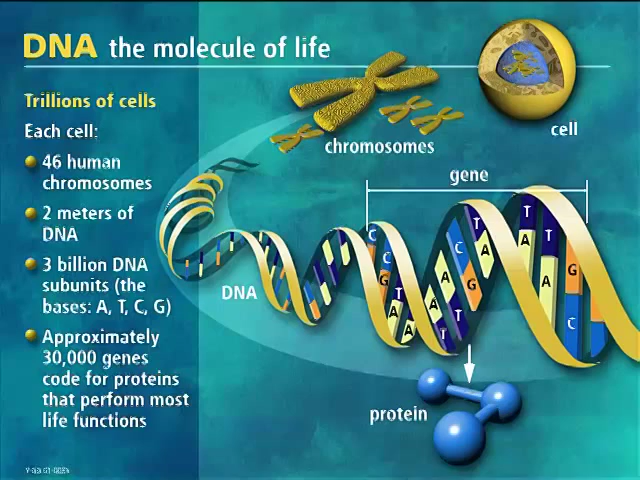 DNA the molecule of life
Trillions of cells
Each cell:
46 human
chromosomes
2 meters of
DNA
3 billion DNA
subunits (the
bases: A, T, C, G)
Approximately
30,000 genes
code for proteins
that perform most
life functions
chromosomes
cell
gene
DNA
C
C
G
T
A
A
A
A
T
T
C
G
T
A
T
A
T
A
G
C
protein